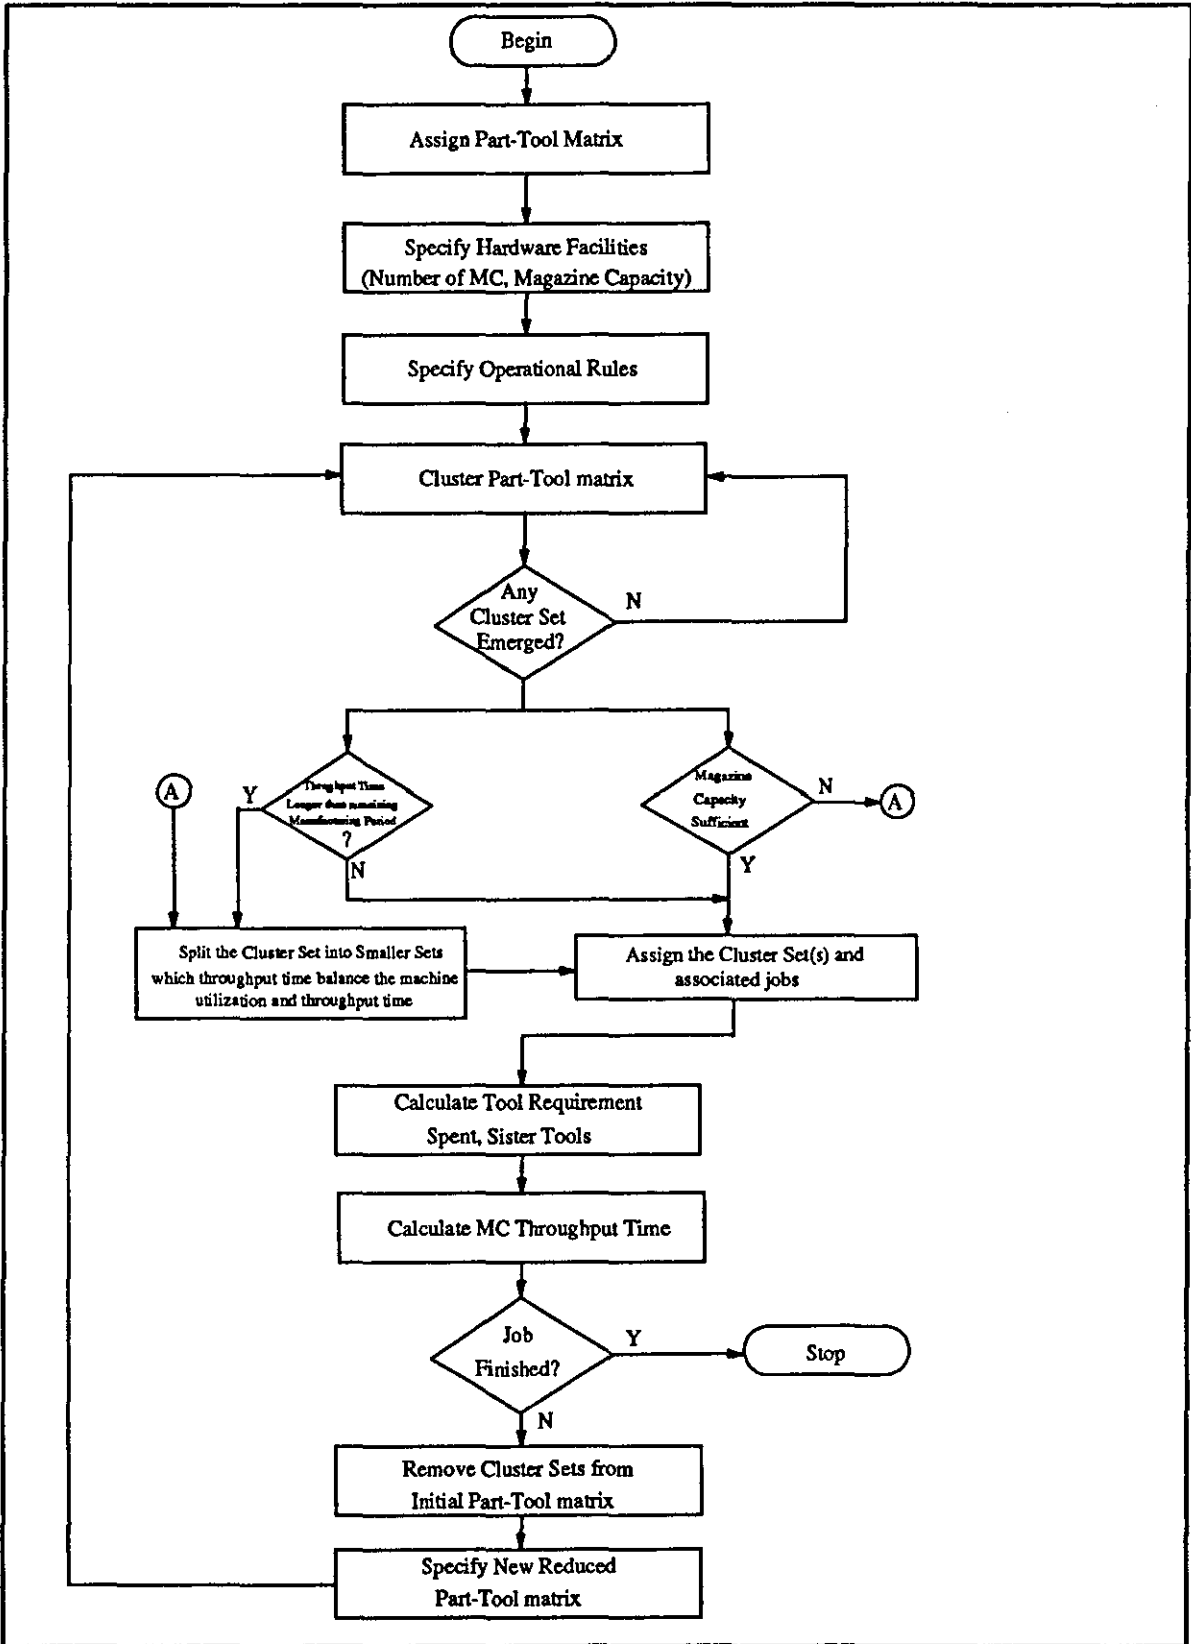 Begin
Assign Part-Tool Matrix
Specify Hardware Facilities
(Number of MC, Magazine Capacity)
Specify Operational Rules
Cluster Part-Tool matrix
Any
Cluster Set
Emerged?
N
Throughput Time
Longer than remaining
Manufacturing Period
?
Y
N
A
Magazine
Capacity
Sufficient
N
A
Y
Split the Cluster Set into Smaller Sets
which throughput time balance the machine
utilization and throughput time
Assign the Cluster Set(s) and
associated jobs
Calculate Tool Requirement
Spent, Sister Tools
Calculate MC Throughput Time
Job
Finished?
Y
Stop
N
Remove Cluster Sets from
Initial Part-Tool matrix
Specify New Reduced
Part-Tool matrix